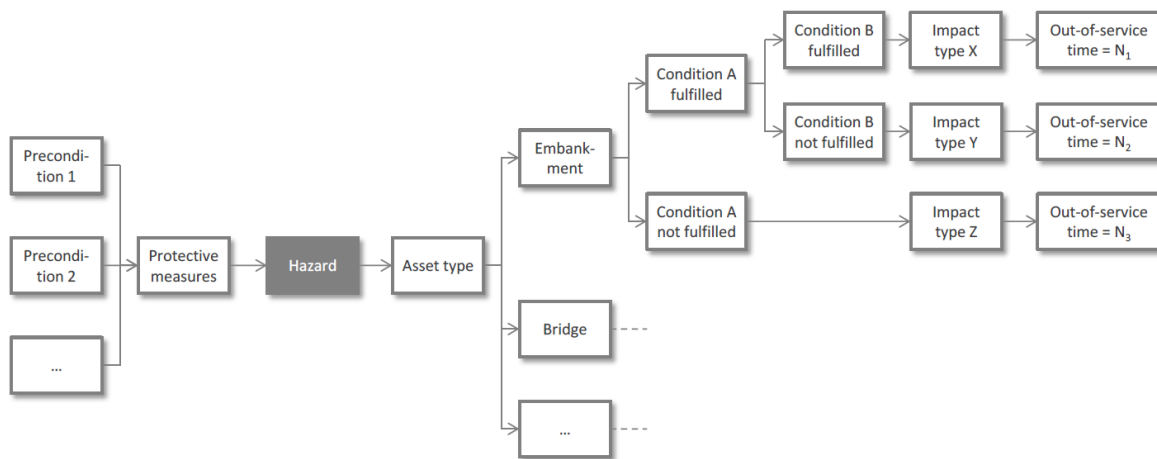 Precondi-
tion 1
Precondi-
tion 2
...
Protective
measures
Hazard
Asset type
Embank-
ment
Bridge
...
Condition A
fulfilled
Condition A
not fulfilled
Condition B
fulfilled
Condition B
not fulfilled
Impact
type X
Impact
type Y
Impact
type Z
Out-of-service
time = N₁
Out-of-service
time = N₂
Out-of-service
time = N₃